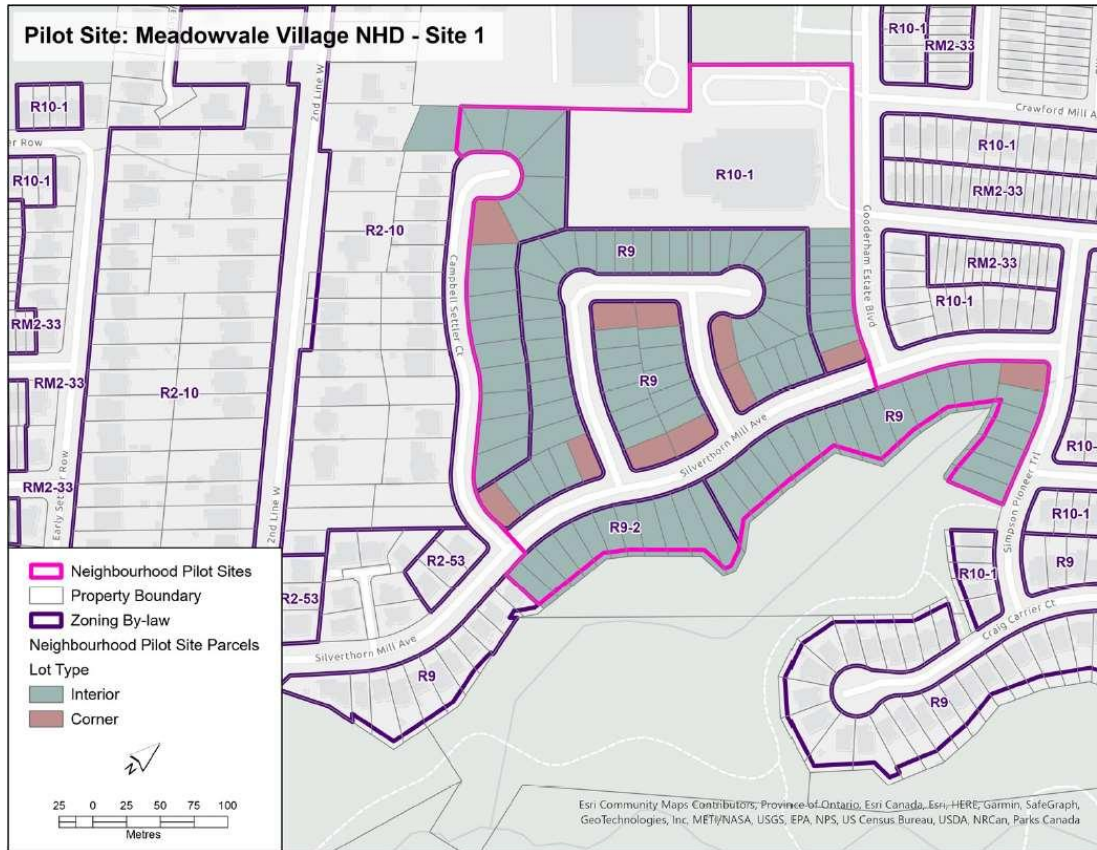 Pilot Site: Meadowvale Village NHD - Site 1
R10-1
RM2-33
R10-1
er Row
2nd Line W
Crawford Mill A
R10-1
R10-1
RM2-33
R10-1
R2-10
R9
Gooderham Estate Blvd
RM2-33
R10-1
Campbell Settler Ct
RM2-33
RM2-33
R2-10
R9
R9
Silverthorn Mill Ave
R10-
RM2-33
Early Settler Row
2nd Line W
Simpson Pioneer Trl
R9-2
R10-1
R2-53
R10-1
R9
R2-53
Craig Carrier Ct
Silverthorn Mill Ave
R9
R9
Neighbourhood Pilot Sites
Property Boundary
Zoning By-law
Neighbourhood Pilot Site Parcels
Lot Type
Interior
Corner
N
25 0 25 50 75 100
Metres
Esri Community Maps Contributors, Province of Ontario, Esri Canada, Esri, HERE, Garmin, SafeGraph,
GeoTechnologies, Inc, METI/NASA, USGS, EPA, NPS, US Census Bureau, USDA, NRCan, Parks Canada